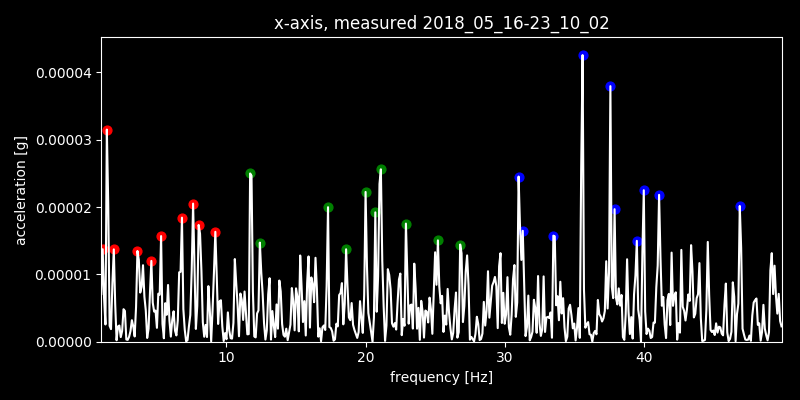 x-axis, measured 2018_05_16-23_10_02
acceleration [g]
0.00004
0.00003
0.00002
0.00001
0.00000
10 20 30 40
frequency [Hz]